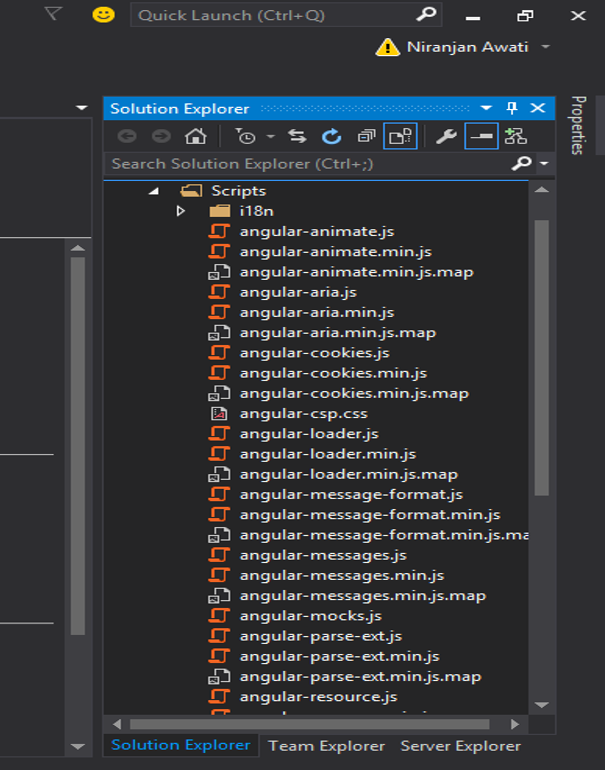 Quick Launch (Ctrl+Q)
Niranjan Awati
Solution Explorer
Properties
Search Solution Explorer (Ctrl+;)
Scripts
i18n
angular-animate.js
angular-animate.min.js
angular-animate.min.js.map
angular-aria.js
angular-aria.min.js
angular-aria.min.js.map
angular-cookies.js
angular-cookies.min.js
angular-cookies.min.js.map
angular-csp.css
angular-loader.js
angular-loader.min.js
angular-loader.min.js.map
angular-message-format.js
angular-message-format.min.js
angular-message-format.min.js.ma
angular-messages.js
angular-messages.min.js
angular-messages.min.js.map
angular-mocks.js
angular-parse-ext.js
angular-parse-ext.min.js
angular-parse-ext.min.js.map
angular-resource.js
Solution Explorer Team Explorer Server Explorer